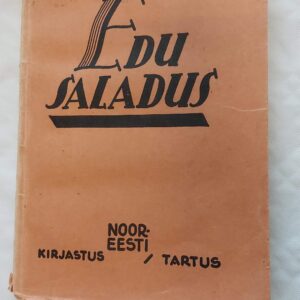 EDU
SALADUS
KIRJASTUS NOOR-
EESTI / TARTUS